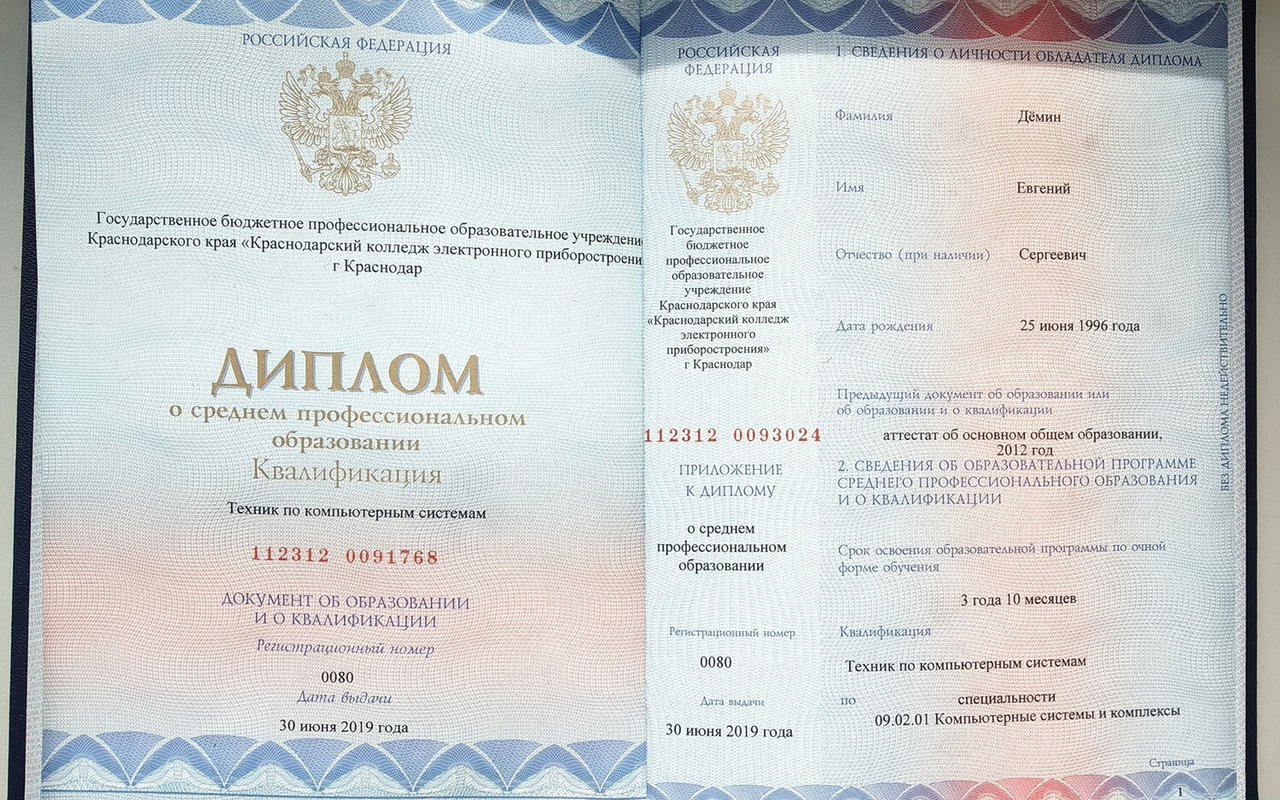 РОССИЙСКАЯ ФЕДЕРАЦИЯ
Государственное бюджетное профессиональное образовательное учреждени
Краснодарского края «Краснодарский колледж электронного приборостроени
г Краснодар
ДИПЛОМ
о среднем профессиональном
образовании
Квалификация
Техник по компьютерным системам
112312 0091768
ДОКУМЕНТ ОБ ОБРАЗОВАНИИ
И О КВАЛИФИКАЦИИ
Регистрационный номер
0080
Дата выдачи
30 июня 2019 года
РОССИЙСКАЯ
ФЕДЕРАЦИЯ
Государственное
бюджетное
профессиональное
образовательное
учреждение
Краснодарского края
«Краснодарский колледж
электронного
приборостроения»
г Краснодар
112312 0093024
ПРИЛОЖЕНИЕ
К ДИПЛОМУ
о среднем
профессиональном
образовании
Регистрационный номер
0080
Дата выдачи
30 июня 2019 года
1. СВЕДЕНИЯ О ЛИЧНОСТИ ОБЛАДАТЕЛЯ ДИПЛОМА
Фамилия Дёмин
Имя Евгений
Отчество (при наличии) Сергеевич
Дата рождения 25 июня 1996 года
Предыдущий документ об образовании или
об образовании и о квалификации
аттестат об основном общем образовании,
2012 год
2. СВЕДЕНИЯ ОБ ОБРАЗОВАТЕЛЬНОЙ ПРОГРАММЕ
СРЕДНЕГО ПРОФЕССИОНАЛЬНОГО ОБРАЗОВАНИЯ
И О КВАЛИФИКАЦИИ
Срок освоения образовательной программы по очной
форме обучения
3 года 10 месяцев
Квалификация
Техник по компьютерным системам
по специальности
09.02.01 Компьютерные системы и комплексы
Страница
1
БЕЗ ДИПЛОМА НЕДЕЙСТВИТЕЛЬНО